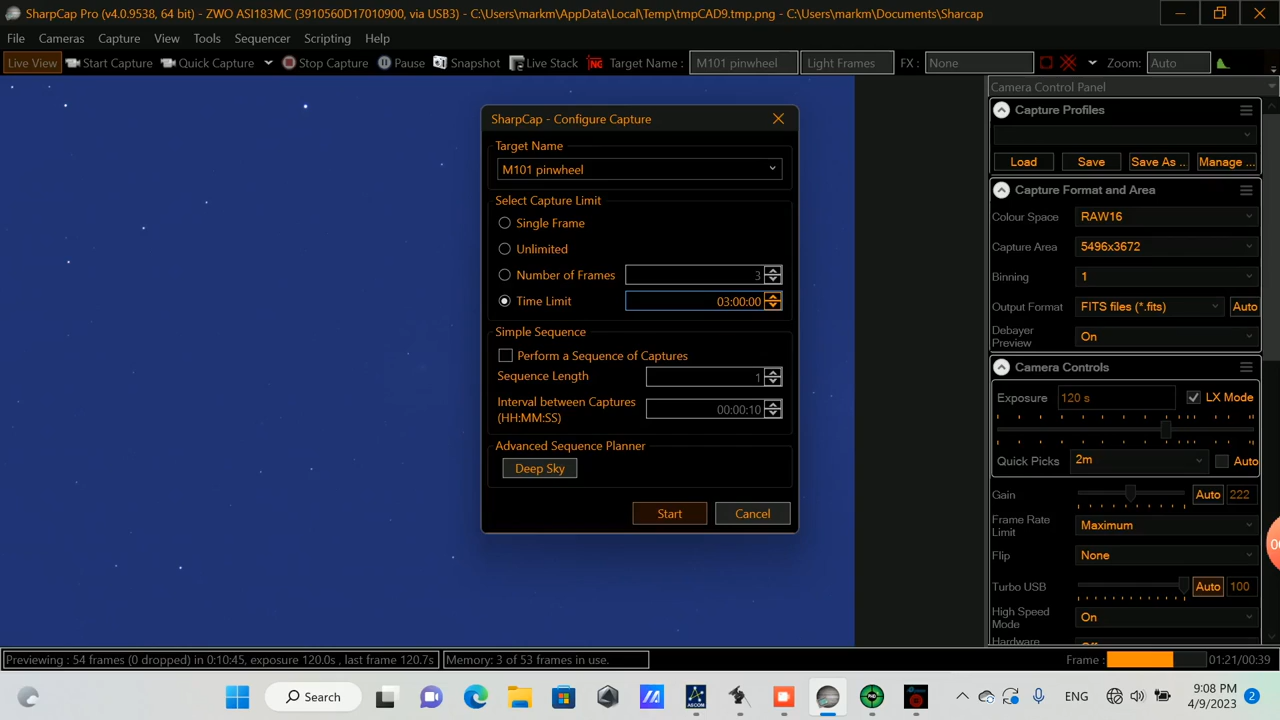 SharpCap Pro (v4.0.9538, 64 bit) - ZWO ASI183MC (3910560D17010900, via USB3) - C:\Users\markm\AppData\Local\Temp\tmpCAD9.tmp.png - C:\Users\markm\Documents\Sharcap
File Cameras Capture View Tools Sequencer Scripting Help
Live View Start Capture Quick Capture Stop Capture Pause Snapshot Live Stack NG Target Name : M101 pinwheel Light Frames FX : None Zoom: Auto
Camera Control Panel
SharpCap - Configure Capture
Target Name
M101 pinwheel
Select Capture Limit
Single Frame
Unlimited
Number of Frames 3
Time Limit 03:00:00
Simple Sequence
Perform a Sequence of Captures
Sequence Length 1
Interval between Captures
(HH:MM:SS) 00:00:10
Advanced Sequence Planner
Deep Sky
Start Cancel
Capture Profiles
Load Save Save As .. Manage ...
Capture Format and Area
Colour Space RAW16
Capture Area 5496x3672
Binning 1
Output Format FITS files (*.fits) Auto
Debayer
Preview On
Camera Controls
Exposure 120 s LX Mode
Quick Picks 2m Auto
Gain Auto 222
Frame Rate
Limit Maximum
Flip None
Turbo USB Auto 100
High Speed
Mode On
Previewing : 54 frames (0 dropped) in 0:10:45, exposure 120.0s , last frame 120.7s
Memory: 3 of 53 frames in use.
Frame : 01:21/00:39
Search
ASCOM
ENG
9:08 PM
4/9/2023
2